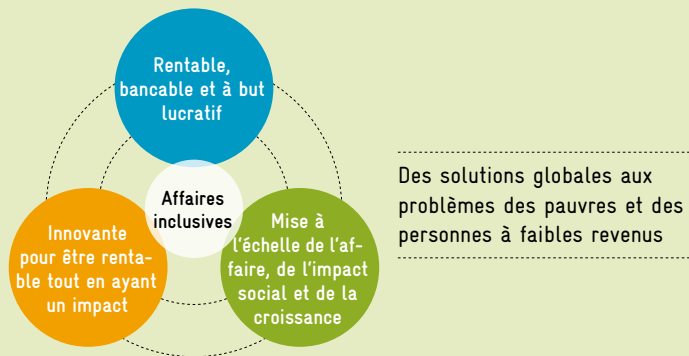 Rentable,
bancable et à but
lucratif
Affaires
inclusives
Innovante
pour être renta-
ble tout en ayant
un impact
Mise à
l'échelle de l'af-
faire, de l'impact
social et de la
croissance
Des solutions globales aux
problèmes des pauvres et des
personnes à faibles revenus